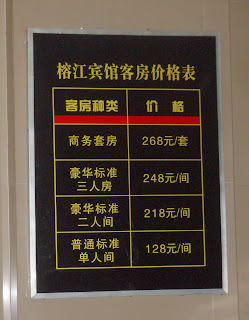 榕江宾馆客房价格表
客房种类 价格
商务套房 268元/套
豪华标准
三人房 248元/间
豪华标准
二人间 218元/间
普通标准
单人间 128元/间